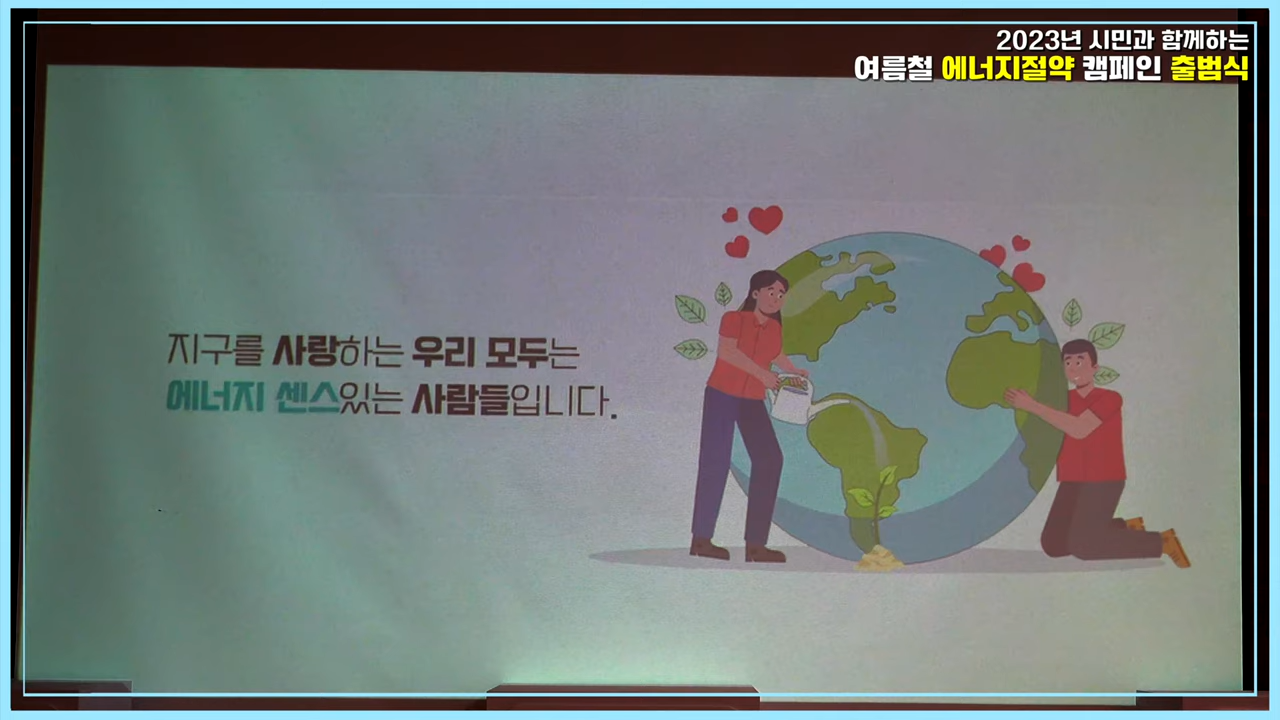 2023년 시민과 함께하는
여름철 에너지절약 캠페인 출범식
지구를 사랑하는 우리 모두는
에너지 센스있는 사람들입니다.